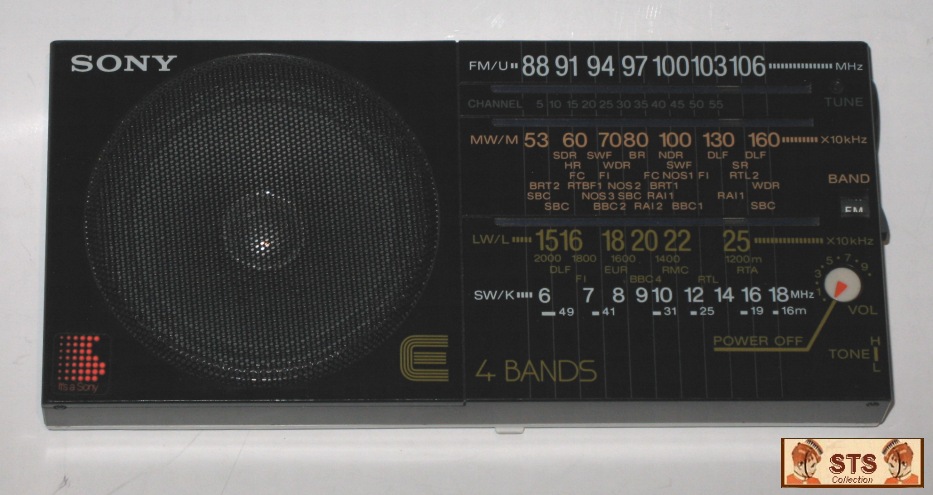 SONY
FM/U 88 91 94 97 100 103 106 MHz
CHANNEL 5 10 15 20 25 30 35 40 45 50 55
TUNE
MW/M 53 60 70 80 100 130 160 X10kHz
SDR SWF BR NDR DLF DLF
HR WDR SWF SR
FC FI FC NOS1 FI RTL2
BRT2 RTBF1 NOS2 BRT1 WDR
SBC NOS3 SBC RAI1 RAI1
SBC BBC2 RAI2 BBC1 SBC
BAND
FM
LW/L 15 16 18 20 22 25 X10kHz
2000 1800 1600 1400 1200m
DLF EUR RMC RTA
FI BBC4 RTL
SW/K 6 7 8 9 10 12 14 16 18 MHz
49 41 31 25 19 16m
1 3 5 7 9
VOL
POWER OFF
TONE H L
4 BANDS
E
It's a Sony
STS
Collection